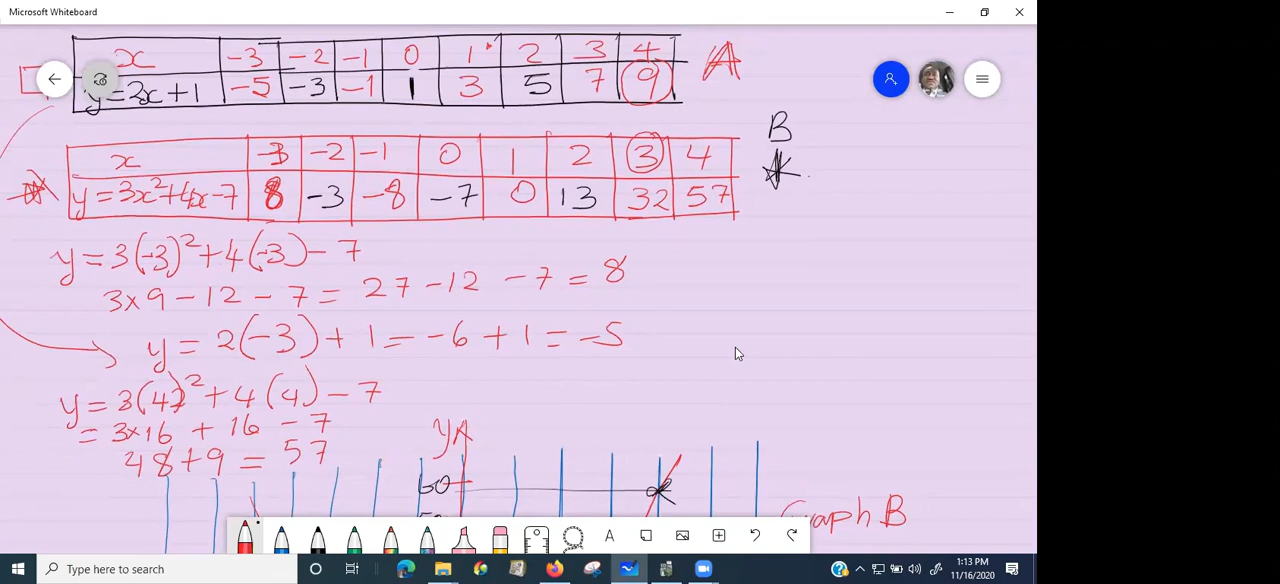 Microsoft Whiteboard
x -3 -2 -1 0 1 2 3 4 A
y=2x+1 -5 -3 -1 1 3 5 7 9
B
x -3 -2 -1 0 1 2 3 4
y=3x²+4x-7 8 -3 -8 -7 0 13 32 57
y=3(-3)²+4(-3)-7
3×9-12-7=27-12-7=8
y=2(-3)+1=-6+1=-5
y=3(4)²+4(4)-7
=3×16+16-7
48+9=57
y
60
Graph B
A
Type here to search
1:13 PM
11/16/2020